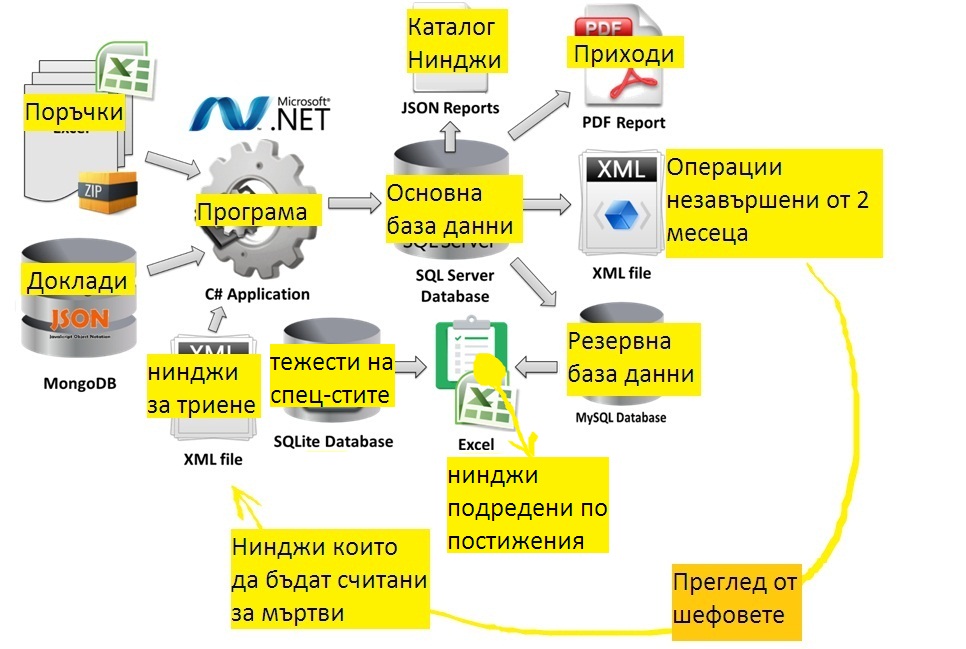 Каталог
Нинджи
JSON Reports
PDF
Приходи
PDF Report
Поръчки
ZIP
Microsoft®
.NET
Програма
C# Application
Основна
база данни
SQL Server
SQL Server
Database
XML
Операции
незавършени от 2
месеца
XML file
Доклади
JSON
JavaScript Object Notation
MongoDB
XML
нинджи
за триене
XML file
тежести на
спец-стите
SQLite Database
Excel
Резервна
база данни
MySQL Database
нинджи
подредени по
постижения
Нинджи които
да бъдат считани
за мъртви
Преглед от
шефовете